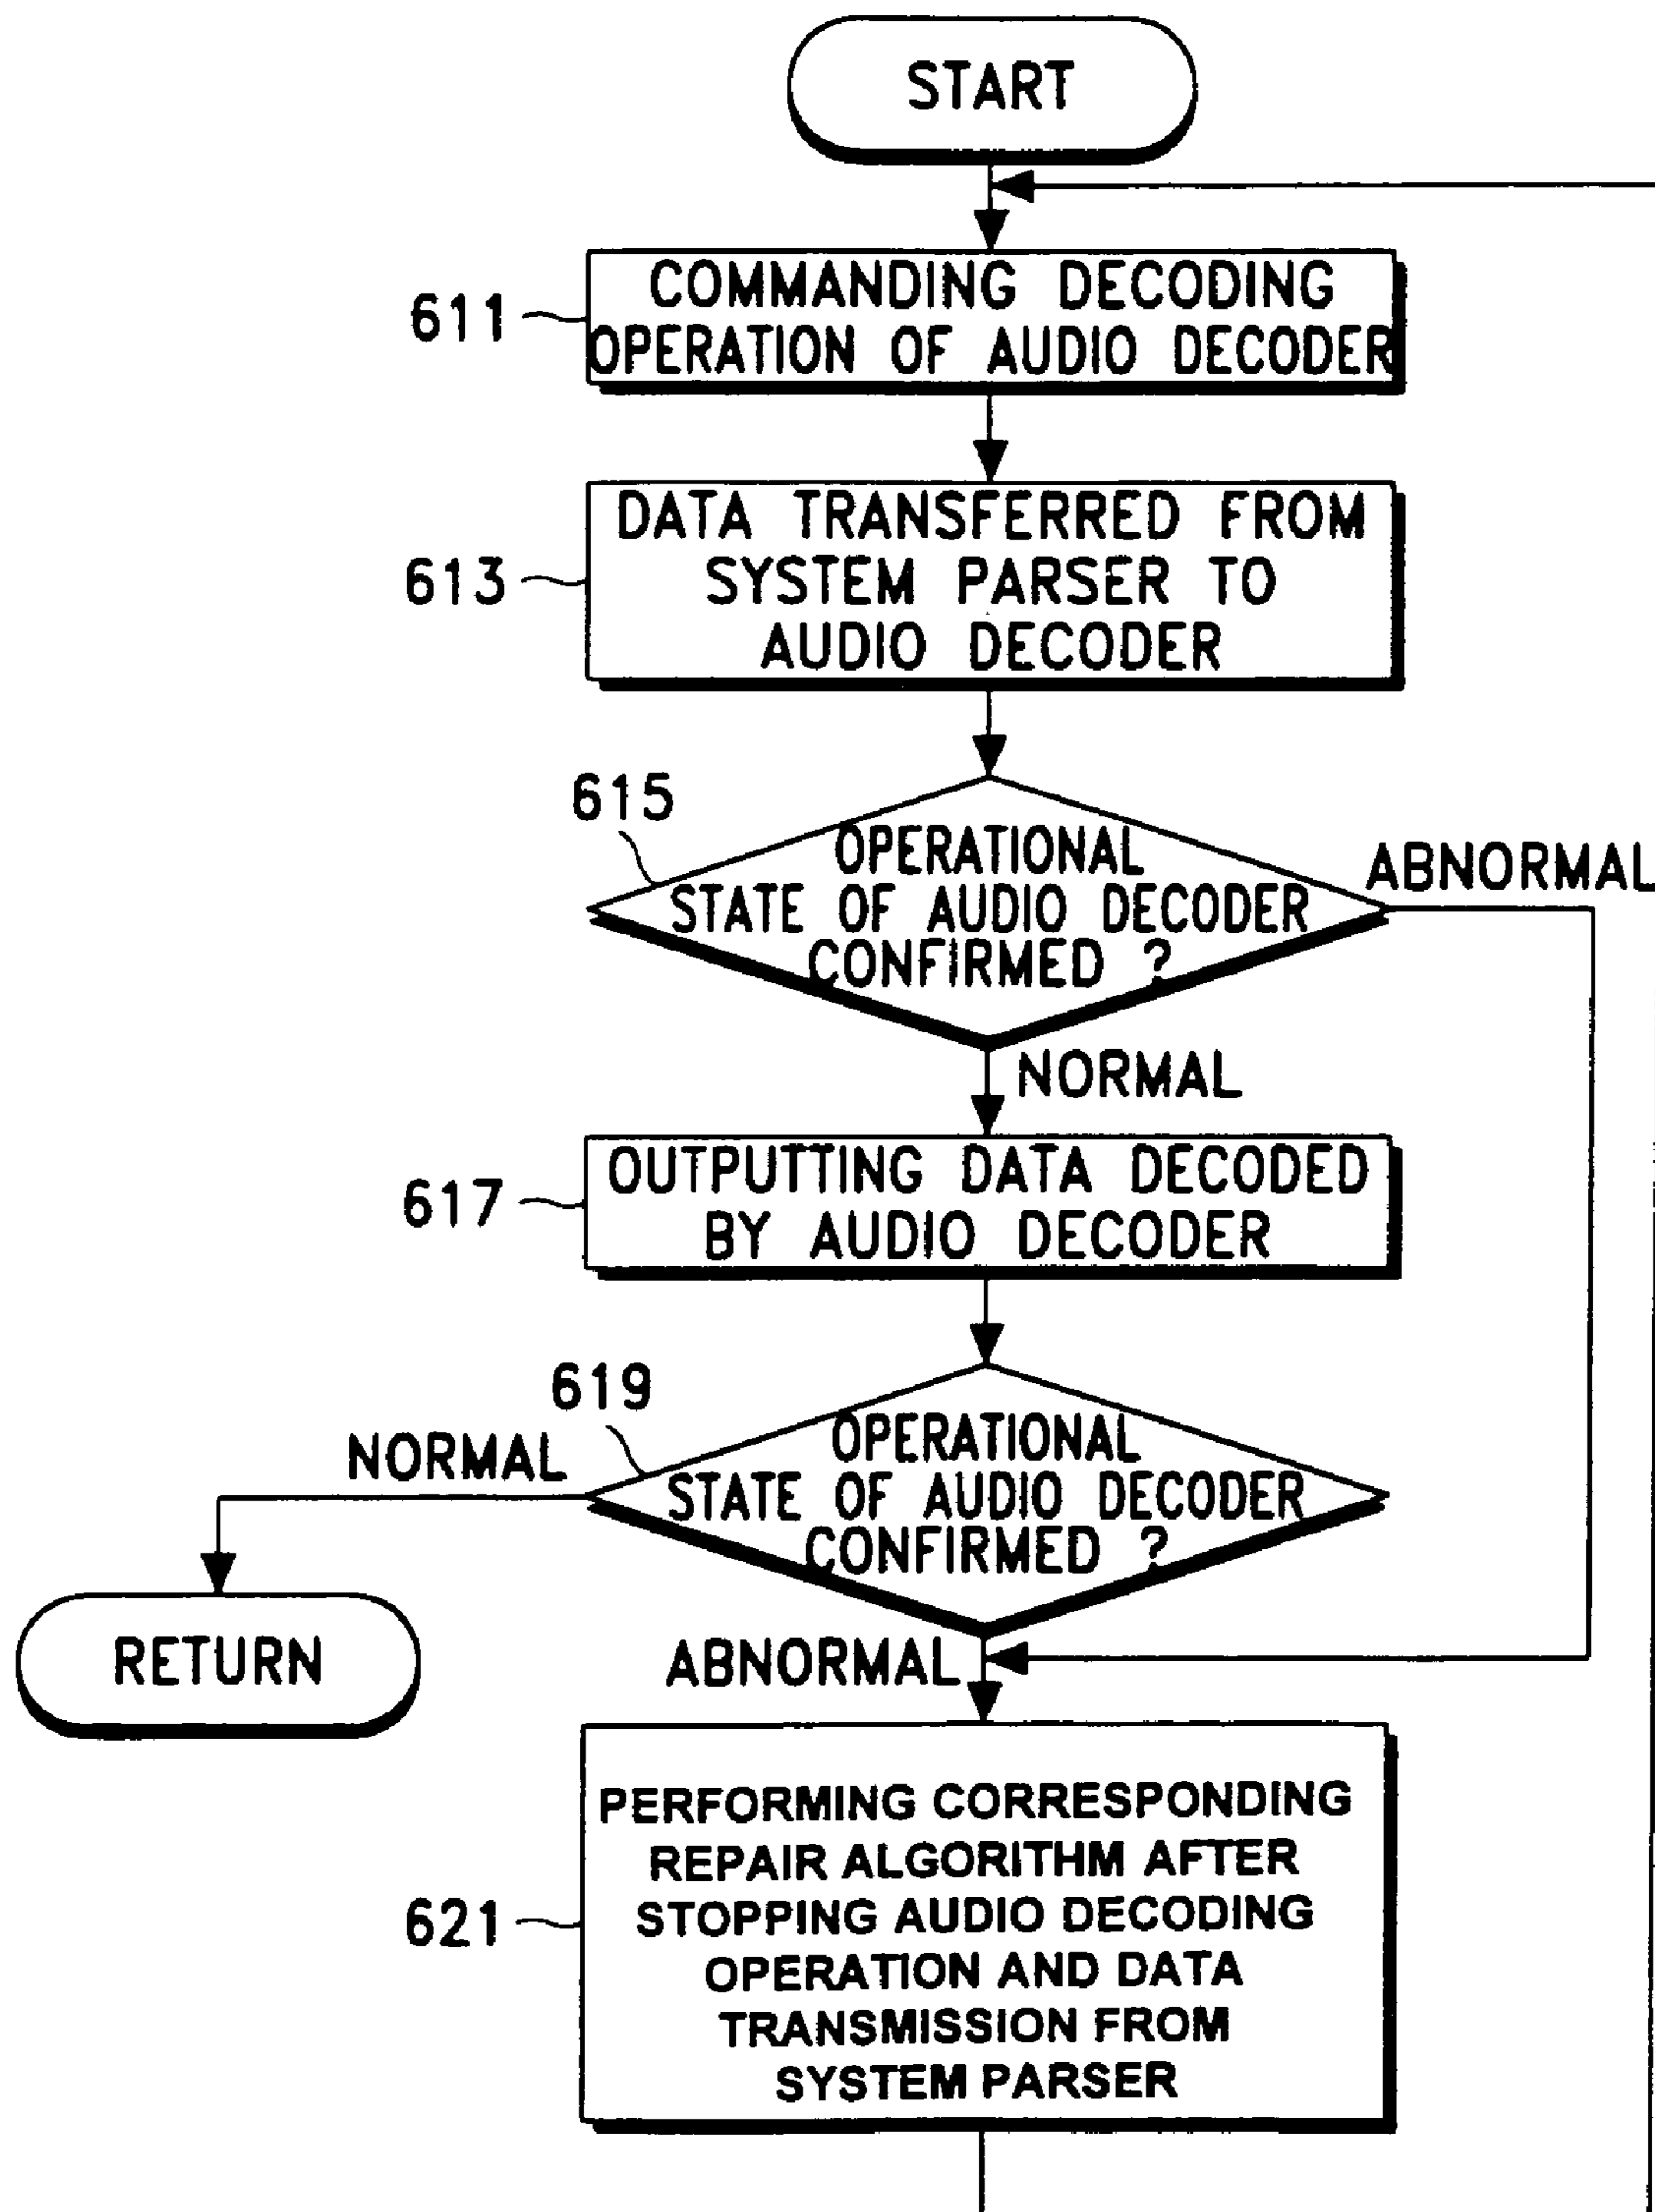 START
611
COMMANDING DECODING
OPERATION OF AUDIO DECODER
613
DATA TRANSFERRED FROM
SYSTEM PARSER TO
AUDIO DECODER
615
OPERATIONAL
STATE OF AUDIO DECODER
CONFIRMED ?
ABNORMAL
NORMAL
617
OUTPUTTING DATA DECODED
BY AUDIO DECODER
619
OPERATIONAL
STATE OF AUDIO DECODER
CONFIRMED ?
NORMAL
RETURN
ABNORMAL
621
PERFORMING CORRESPONDING
REPAIR ALGORITHM AFTER
STOPPING AUDIO DECODING
OPERATION AND DATA
TRANSMISSION FROM
SYSTEM PARSER